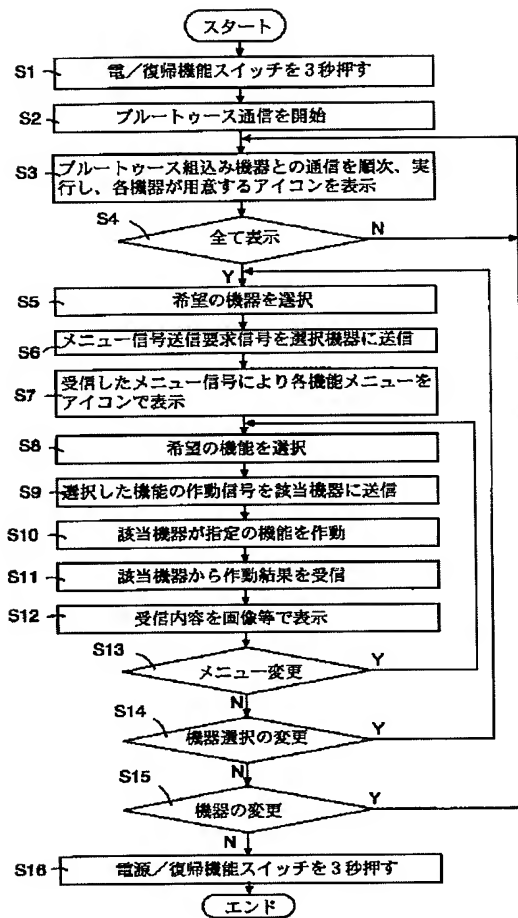 スタート
S1
電／復帰機能スイッチを3秒押す
S2
ブルートゥース通信を開始
S3
ブルートゥース組込み機器との通信を順次、実
行し、各機器が用意するアイコンを表示
S4
全て表示
N
Y
S5
希望の機器を選択
S6
メニュー信号送信要求信号を選択機器に送信
S7
受信したメニュー信号により各機能メニューを
アイコンで表示
S8
希望の機能を選択
S9
選択した機能の作動信号を該当機器に送信
S10
該当機器が指定の機能を作動
S11
該当機器から作動結果を受信
S12
受信内容を画像等で表示
S13
メニュー変更
Y
N
S14
機器選択の変更
Y
N
S15
機器の変更
Y
N
S16
電源／復帰機能スイッチを3秒押す
エンド